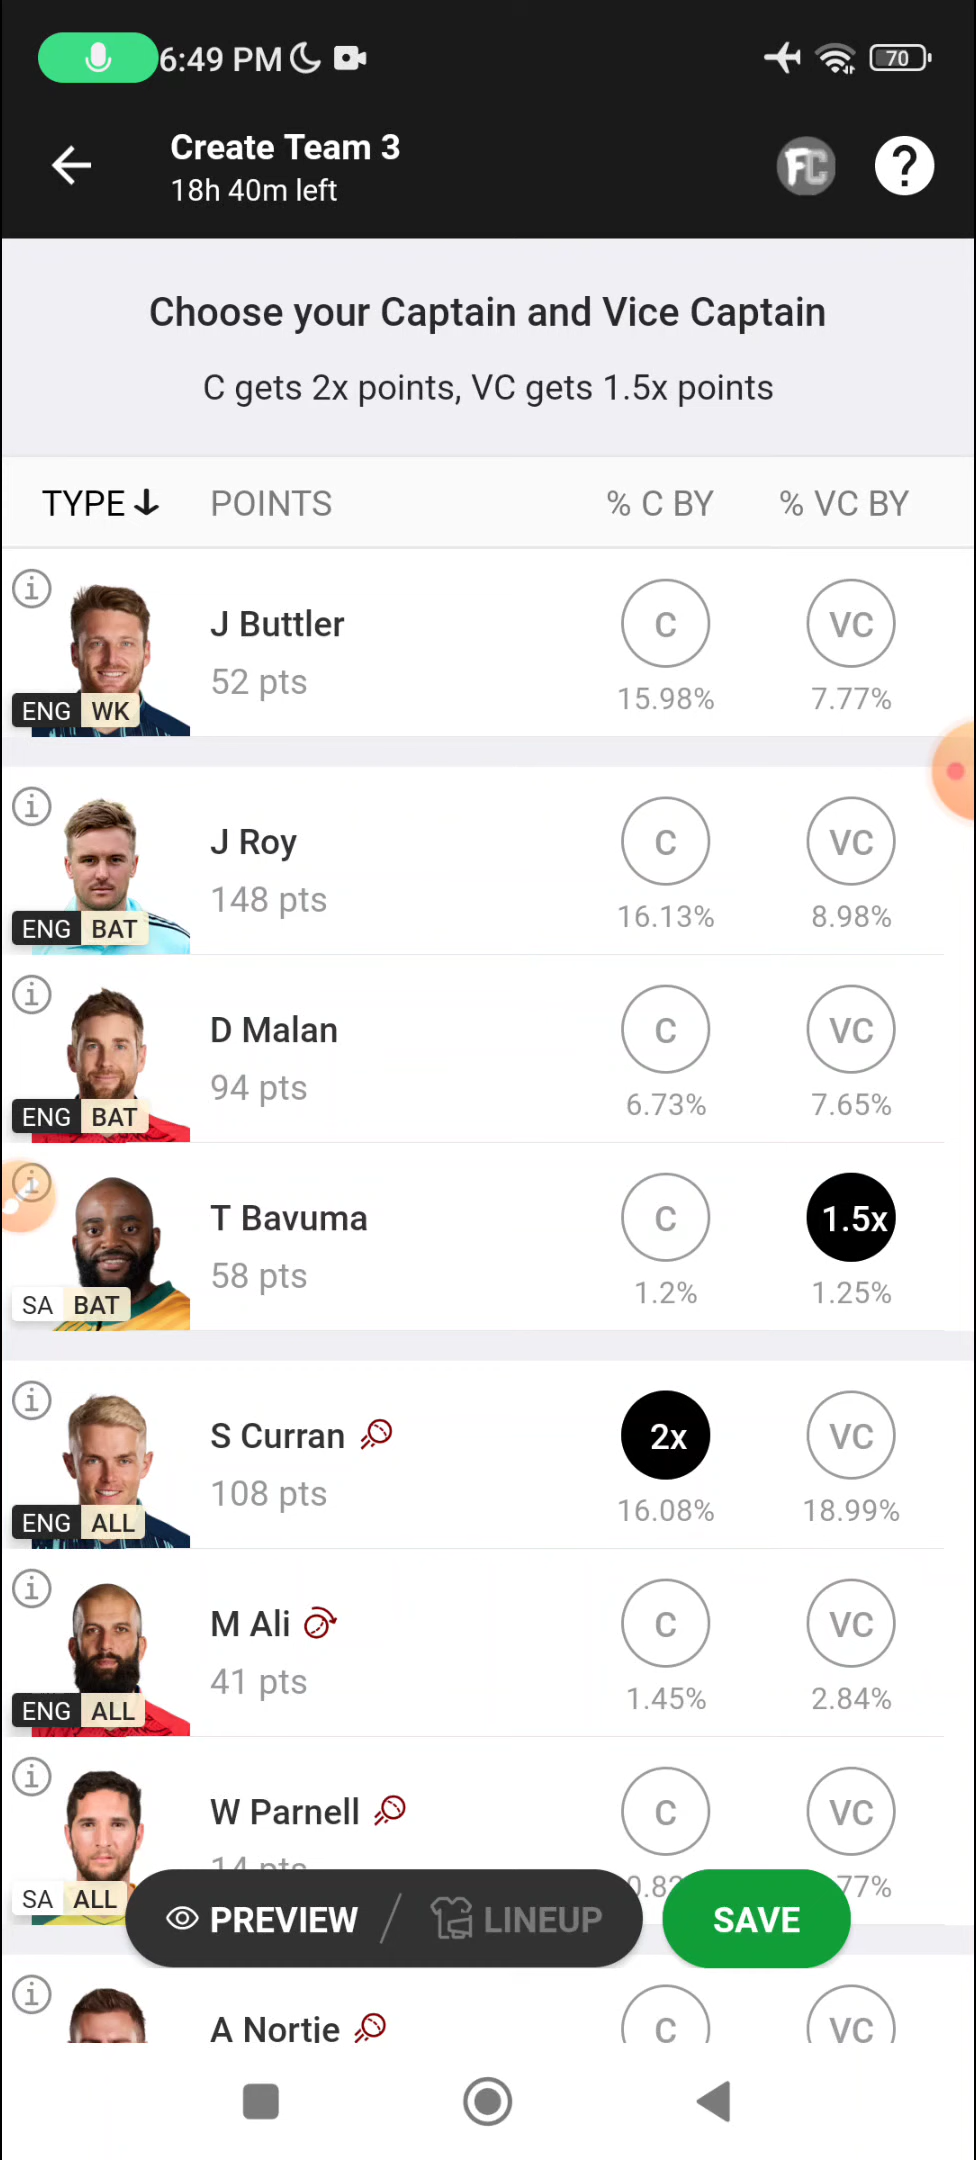 6:49 PM
70
Create Team 3
18h 40m left
FC
?
Choose your Captain and Vice Captain
C gets 2x points, VC gets 1.5x points
TYPE POINTS % C BY % VC BY
J Buttler C VC
52 pts 15.98% 7.77%
ENG WK
J Roy C VC
148 pts 16.13% 8.98%
ENG BAT
D Malan C VC
94 pts 6.73% 7.65%
ENG BAT
T Bavuma C 1.5x
58 pts 1.2% 1.25%
SA BAT
S Curran 2x VC
108 pts 16.08% 18.99%
ENG ALL
M Ali C VC
41 pts 1.45% 2.84%
ENG ALL
W Parnell C VC
14 pts
SA ALL
PREVIEW LINEUP SAVE
A Nortje C VC